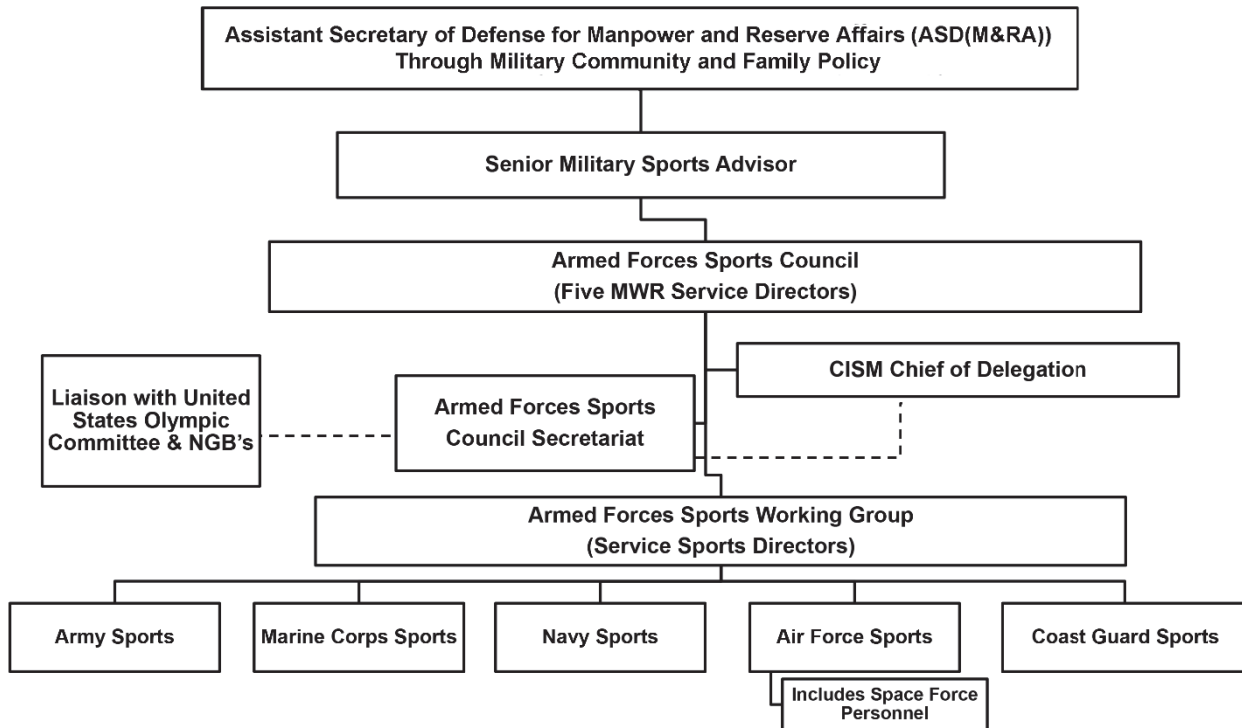 Assistant Secretary of Defense for Manpower and Reserve Affairs (ASD(M&RA))
Through Military Community and Family Policy
Senior Military Sports Advisor
Armed Forces Sports Council
(Five MWR Service Directors)
CISM Chief of Delegation
Liaison with United
States Olympic
Committee & NGB's
Armed Forces Sports
Council Secretariat
Armed Forces Sports Working Group
(Service Sports Directors)
Army Sports
Marine Corps Sports
Navy Sports
Air Force Sports
Coast Guard Sports
Includes Space Force
Personnel